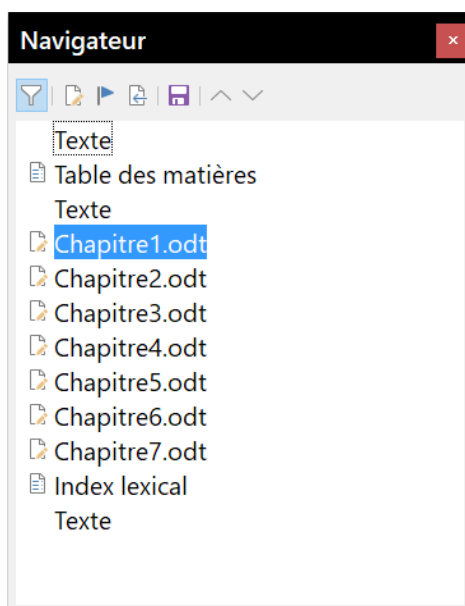 Navigateur
Texte
Table des matières
Texte
Chapitre1.odt
Chapitre2.odt
Chapitre3.odt
Chapitre4.odt
Chapitre5.odt
Chapitre6.odt
Chapitre7.odt
Index lexical
Texte